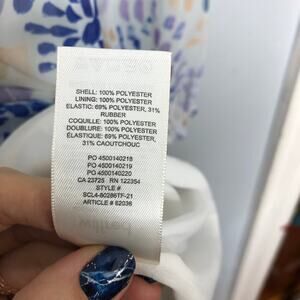 SHELL: 100% POLYESTER
LINING: 100% POLYESTER
ELASTIC: 69% POLYESTER, 31%
RUBBER
COQUILLE: 100% POLYESTER
DOUBLURE: 100% POLYESTER
ÉLASTIQUE: 69% POLYESTER,
31% CAOUTCHOUC
PO 4500140218
PO 4500140219
PO 4500140220
CA 23725 RN 122354
STYLE #
SCL4-80286TF-21
ARTICLE # 62036